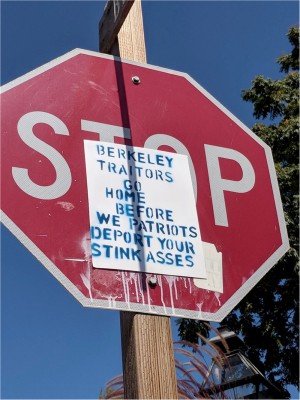 STOP
BERKELEY
TRAITORS
GO
HOME
BEFORE
WE PATRIOTS
DEPORT YOUR
STINK ASSES